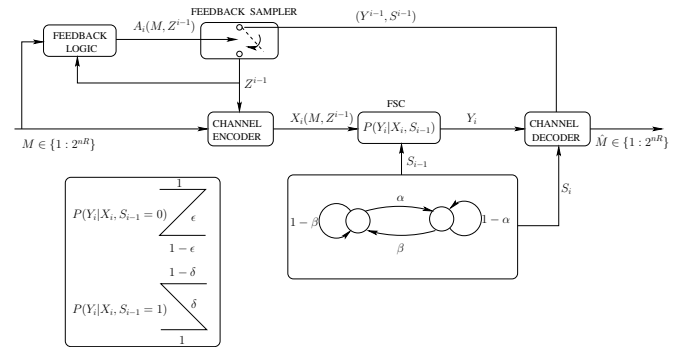 FEEDBACK SAMPLER
(Y^{i-1}, S^{i-1})
FEEDBACK
LOGIC
A_i(M, Z^{i-1})
Z^{i-1}
M ∈ {1 : 2^{nR}}
CHANNEL
ENCODER
X_i(M, Z^{i-1})
FSC
P(Y_i|X_i, S_{i-1})
Y_i
CHANNEL
DECODER
M̂ ∈ {1 : 2^{nR}}
S_{i-1}
S_i
1
P(Y_i|X_i, S_{i-1} = 0)
ϵ
1 − ϵ
1 − δ
P(Y_i|X_i, S_{i-1} = 1)
δ
1
α
1 − β
1 − α
β